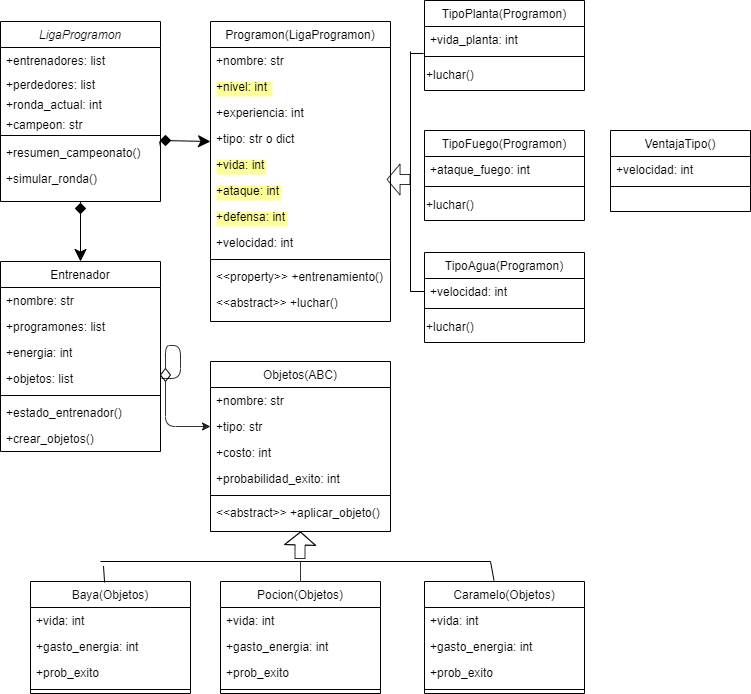 LigaProgramon
+entrenadores: list
+perdedores: list
+ronda_actual: int
+campeon: str
+resumen_campeonato()
+simular_ronda()
Programon(LigaProgramon)
+nombre: str
+nivel: int
+experiencia: int
+tipo: str o dict
+vida: int
+ataque: int
+defensa: int
+velocidad: int
<<property>> +entrenamiento()
<<abstract>> +luchar()
TipoPlanta(Programon)
+vida_planta: int
+luchar()
TipoFuego(Programon)
+ataque_fuego: int
+luchar()
VentajaTipo()
+velocidad: int
TipoAgua(Programon)
+velocidad: int
+luchar()
Entrenador
+nombre: str
+programones: list
+energia: int
+objetos: list
+estado_entrenador()
+crear_objetos()
Objetos(ABC)
+nombre: str
+tipo: str
+costo: int
+probabilidad_exito: int
<<abstract>> +aplicar_objeto()
Baya(Objetos)
+vida: int
+gasto_energia: int
+prob_exito
Pocion(Objetos)
+vida: int
+gasto_energia: int
+prob_exito
Caramelo(Objetos)
+vida: int
+gasto_energia: int
+prob_exito